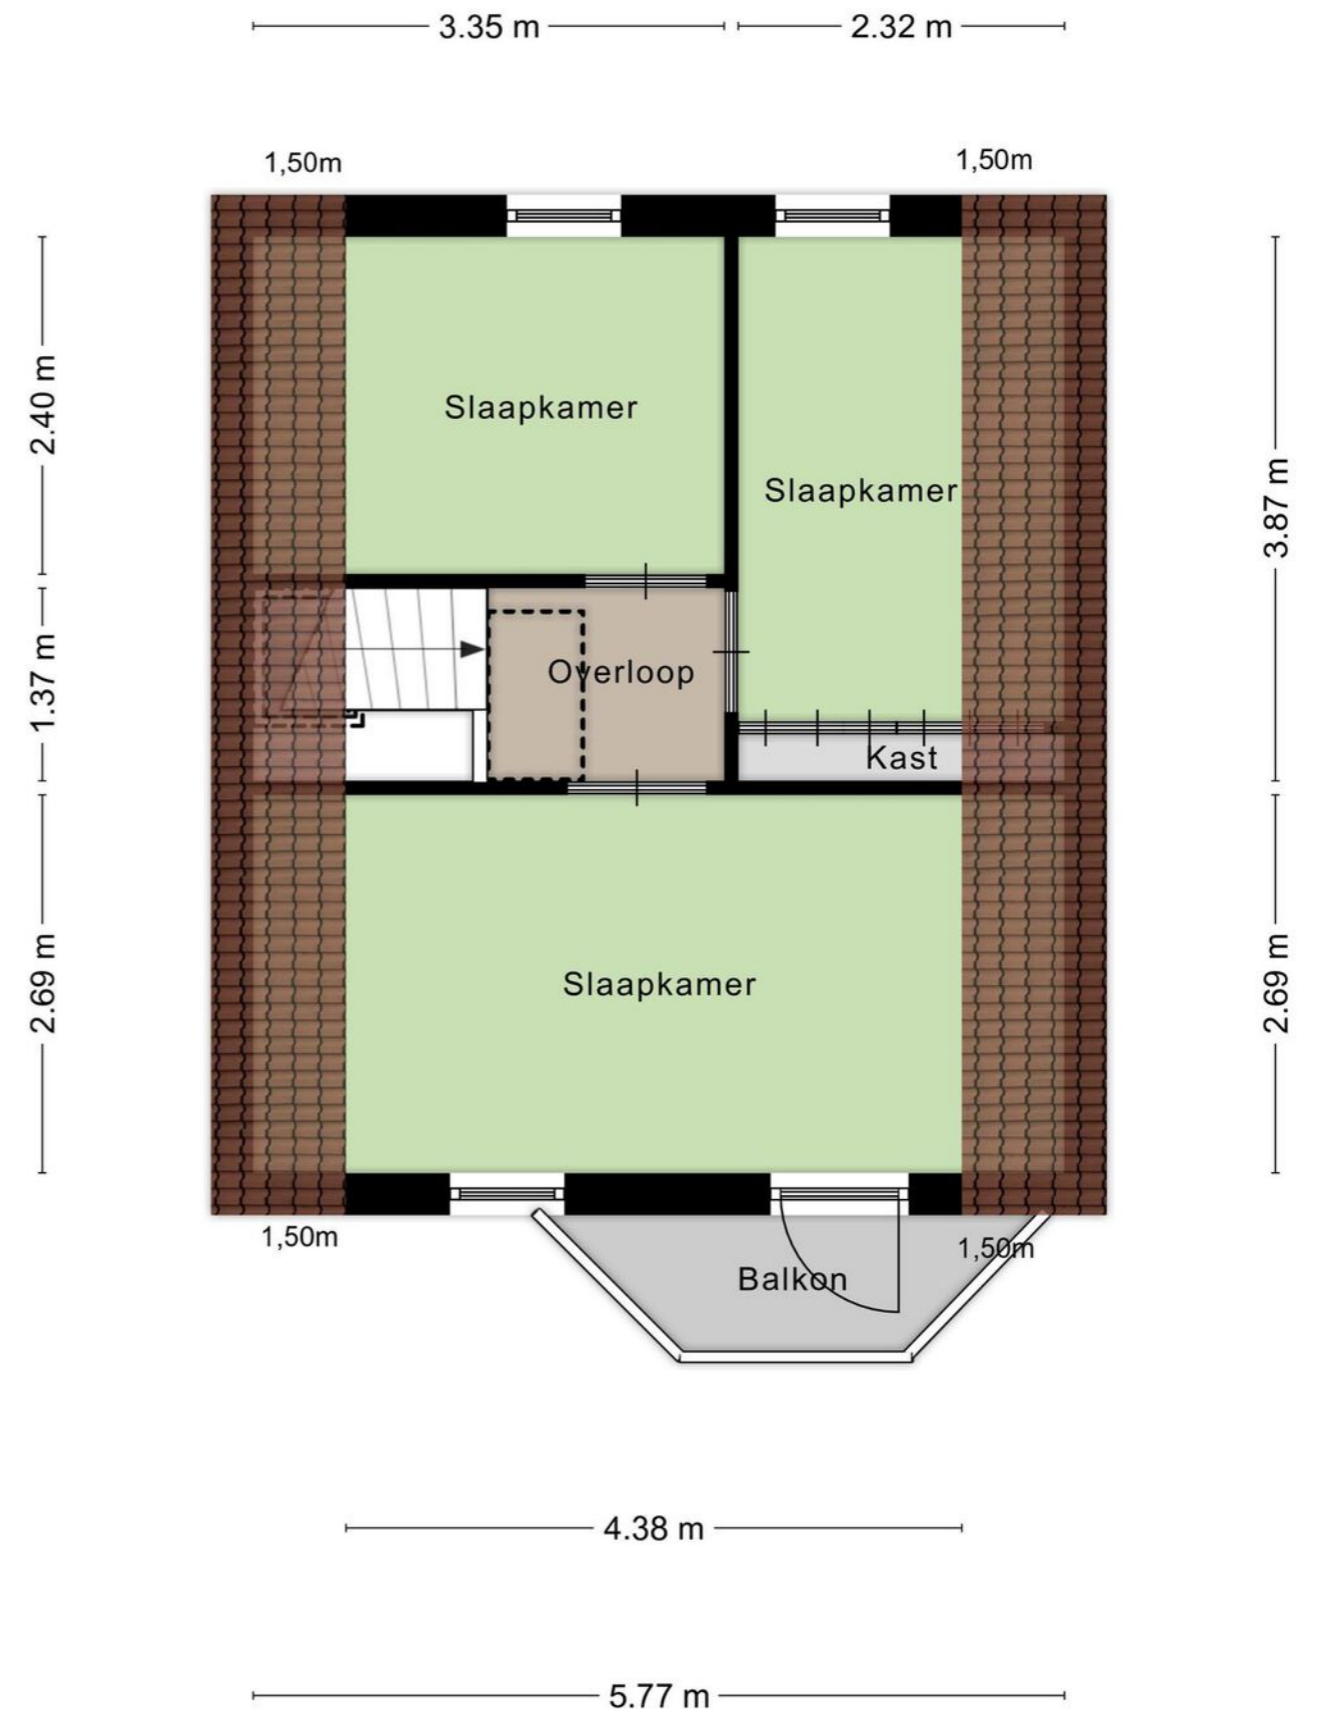 3.35 m
2.32 m
1,50m
1,50m
2.40 m
3.87 m
Slaapkamer
Slaapkamer
1.37 m
Overloop
Kast
2.69 m
2.69 m
Slaapkamer
1,50m
1,50m
Balkon
4.38 m
5.77 m